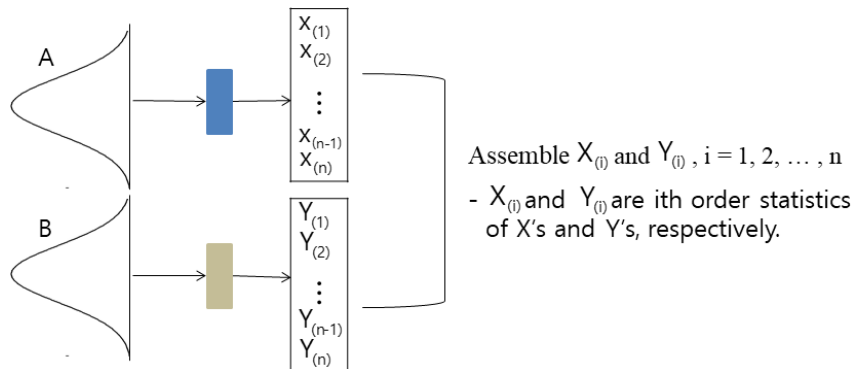 A
X(1)
X(2)
⋮
X(n-1)
X(n)
Assemble X(i) and Y(i) , i = 1, 2, … , n
- X(i) and Y(i) are ith order statistics
of X's and Y's, respectively.
B
Y(1)
Y(2)
⋮
Y(n-1)
Y(n)